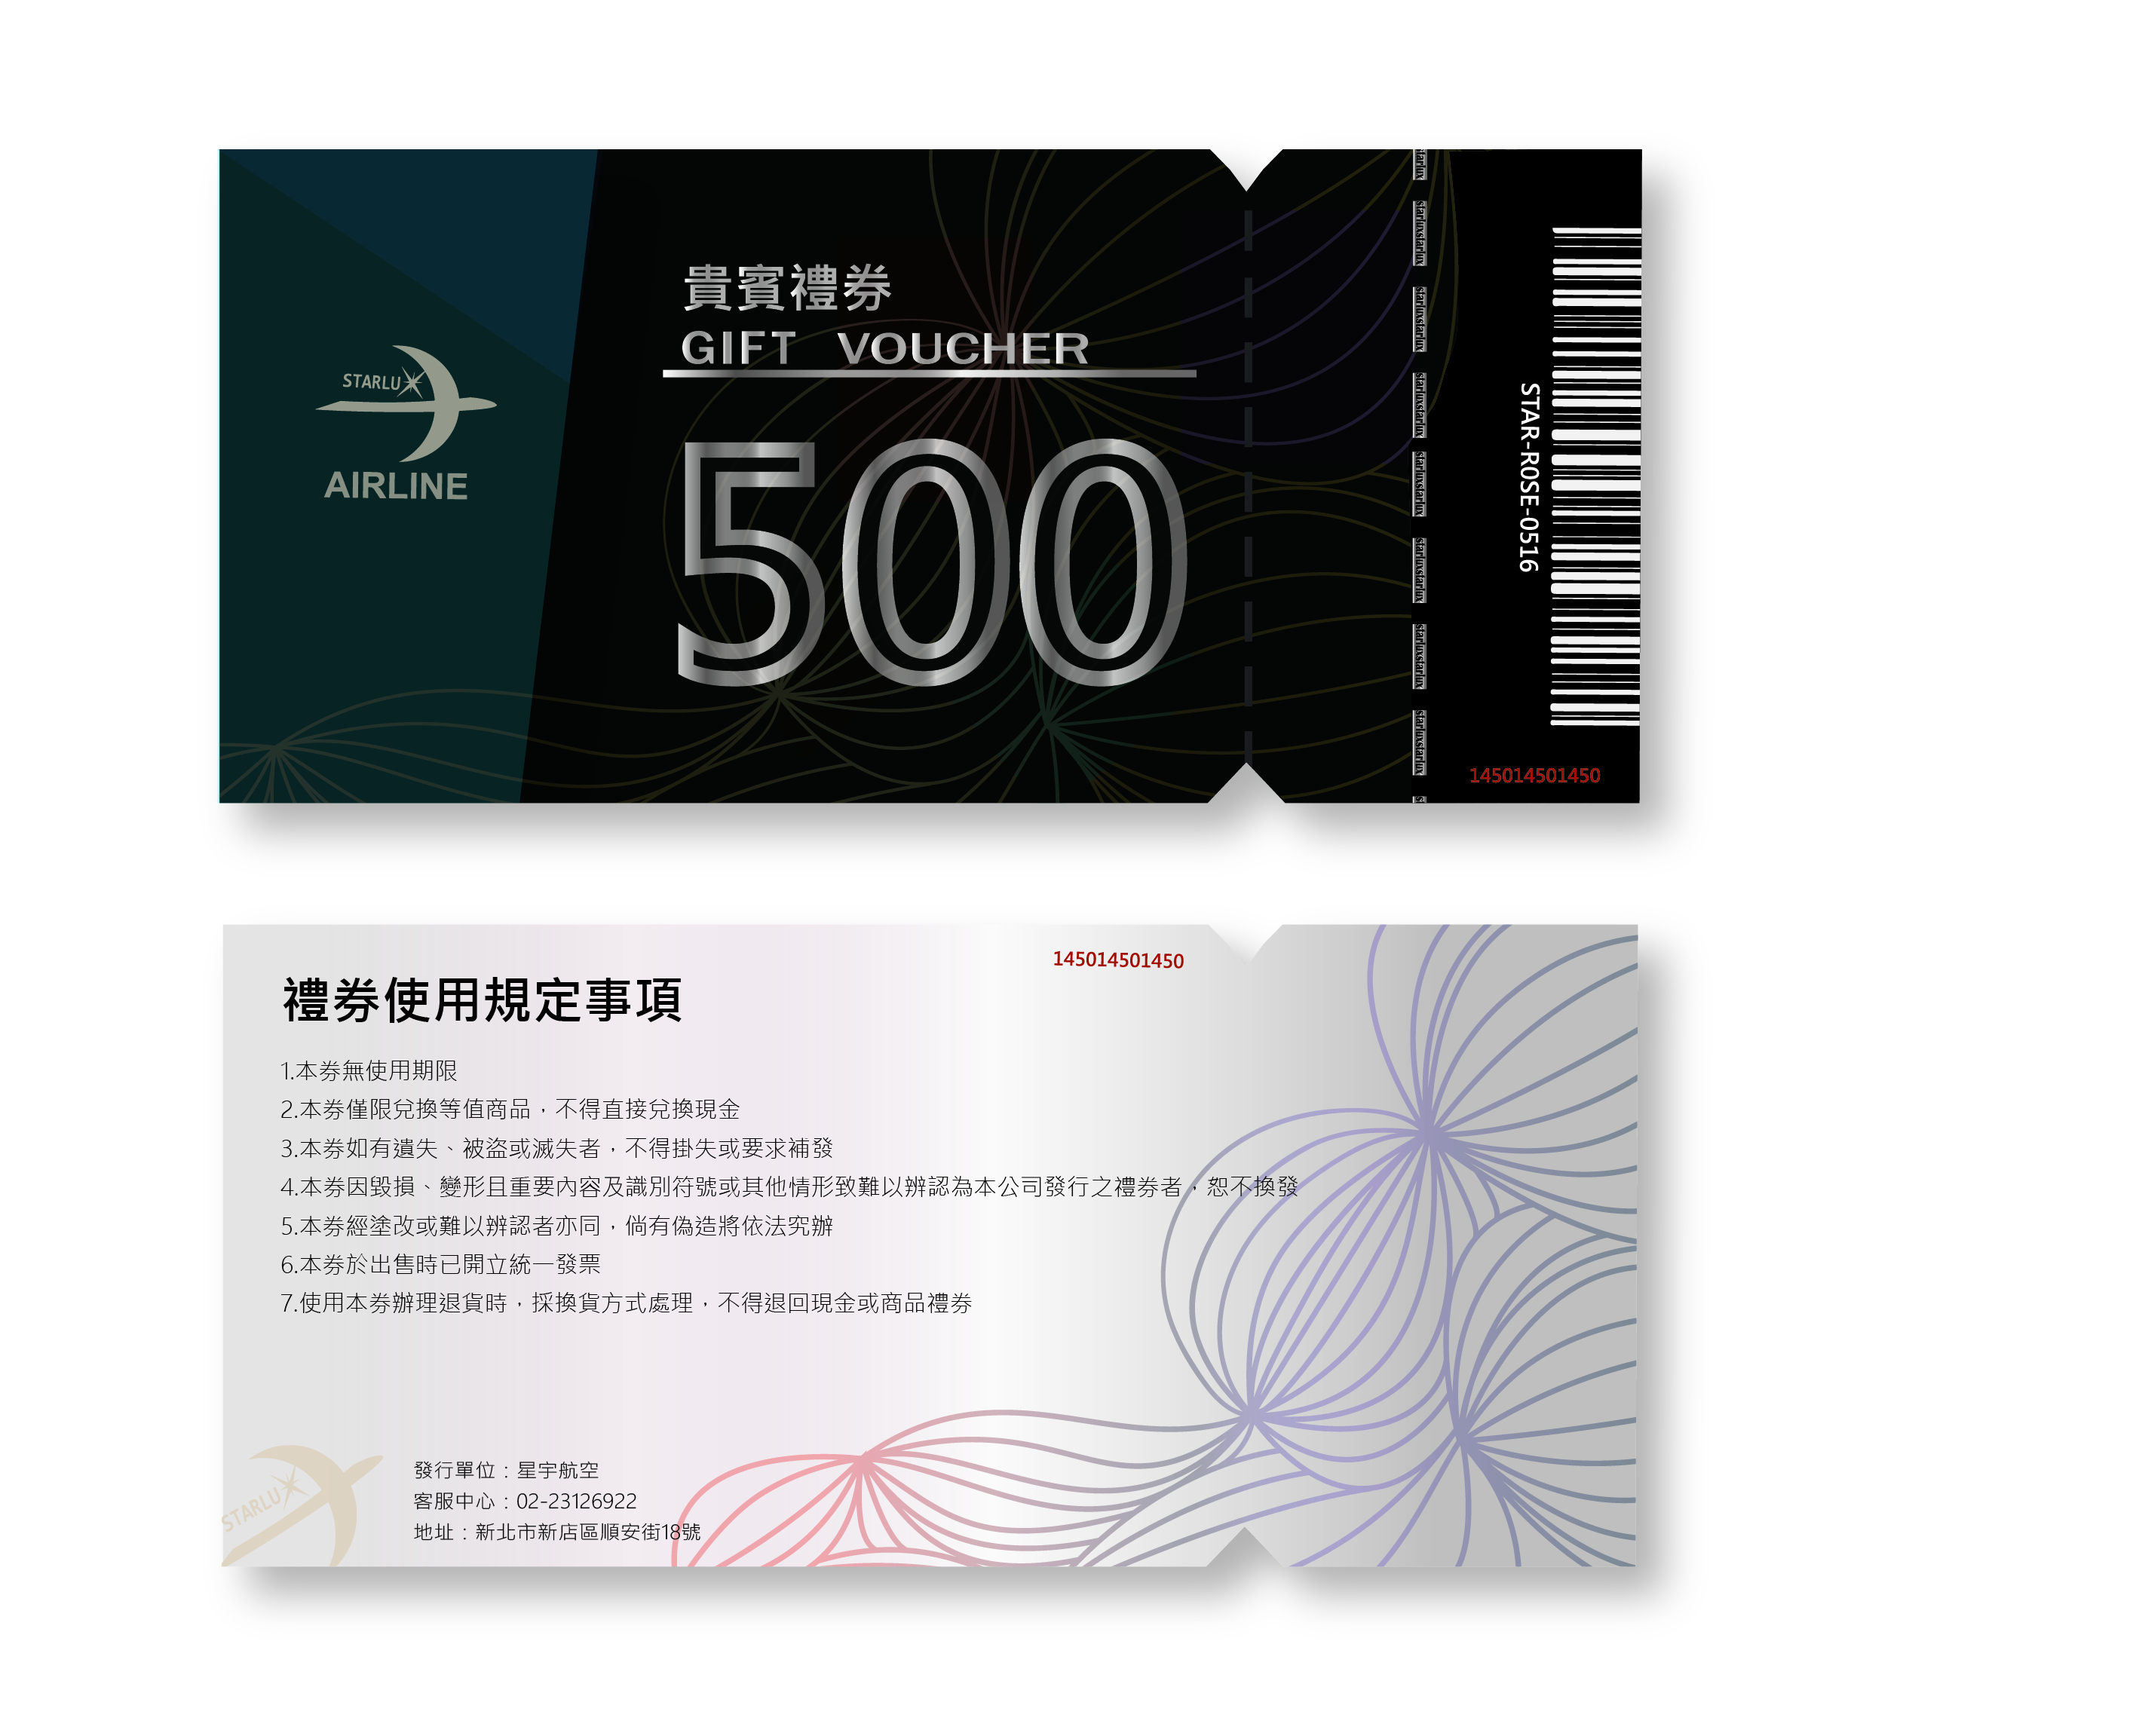 貴賓禮券
GIFT VOUCHER
STARLU
AIRLINE
500
starlux
starluxstarlux
starluxstarlux
starluxstarlux
starluxstarlux
starluxstarlux
starluxstarlux
starluxstarlux
STAR-ROSE-0516
145014501450
145014501450
禮券使用規定事項
1.本券無使用期限
2.本券僅限兌換等值商品，不得直接兌換現金
3.本券如有遺失、被盜或滅失者，不得掛失或要求補發
4.本券因毀損、變形且重要內容及識別符號或其他情形致難以辨認為本公司發行之禮券者，恕不換發
5.本券經塗改或難以辨認者亦同，倘有偽造將依法究辦
6.本券於出售時已開立統一發票
7.使用本券辦理退貨時，採換貨方式處理，不得退回現金或商品禮券
STARLU
發行單位：星宇航空
客服中心：02-23126922
地址：新北市新店區順安街18號